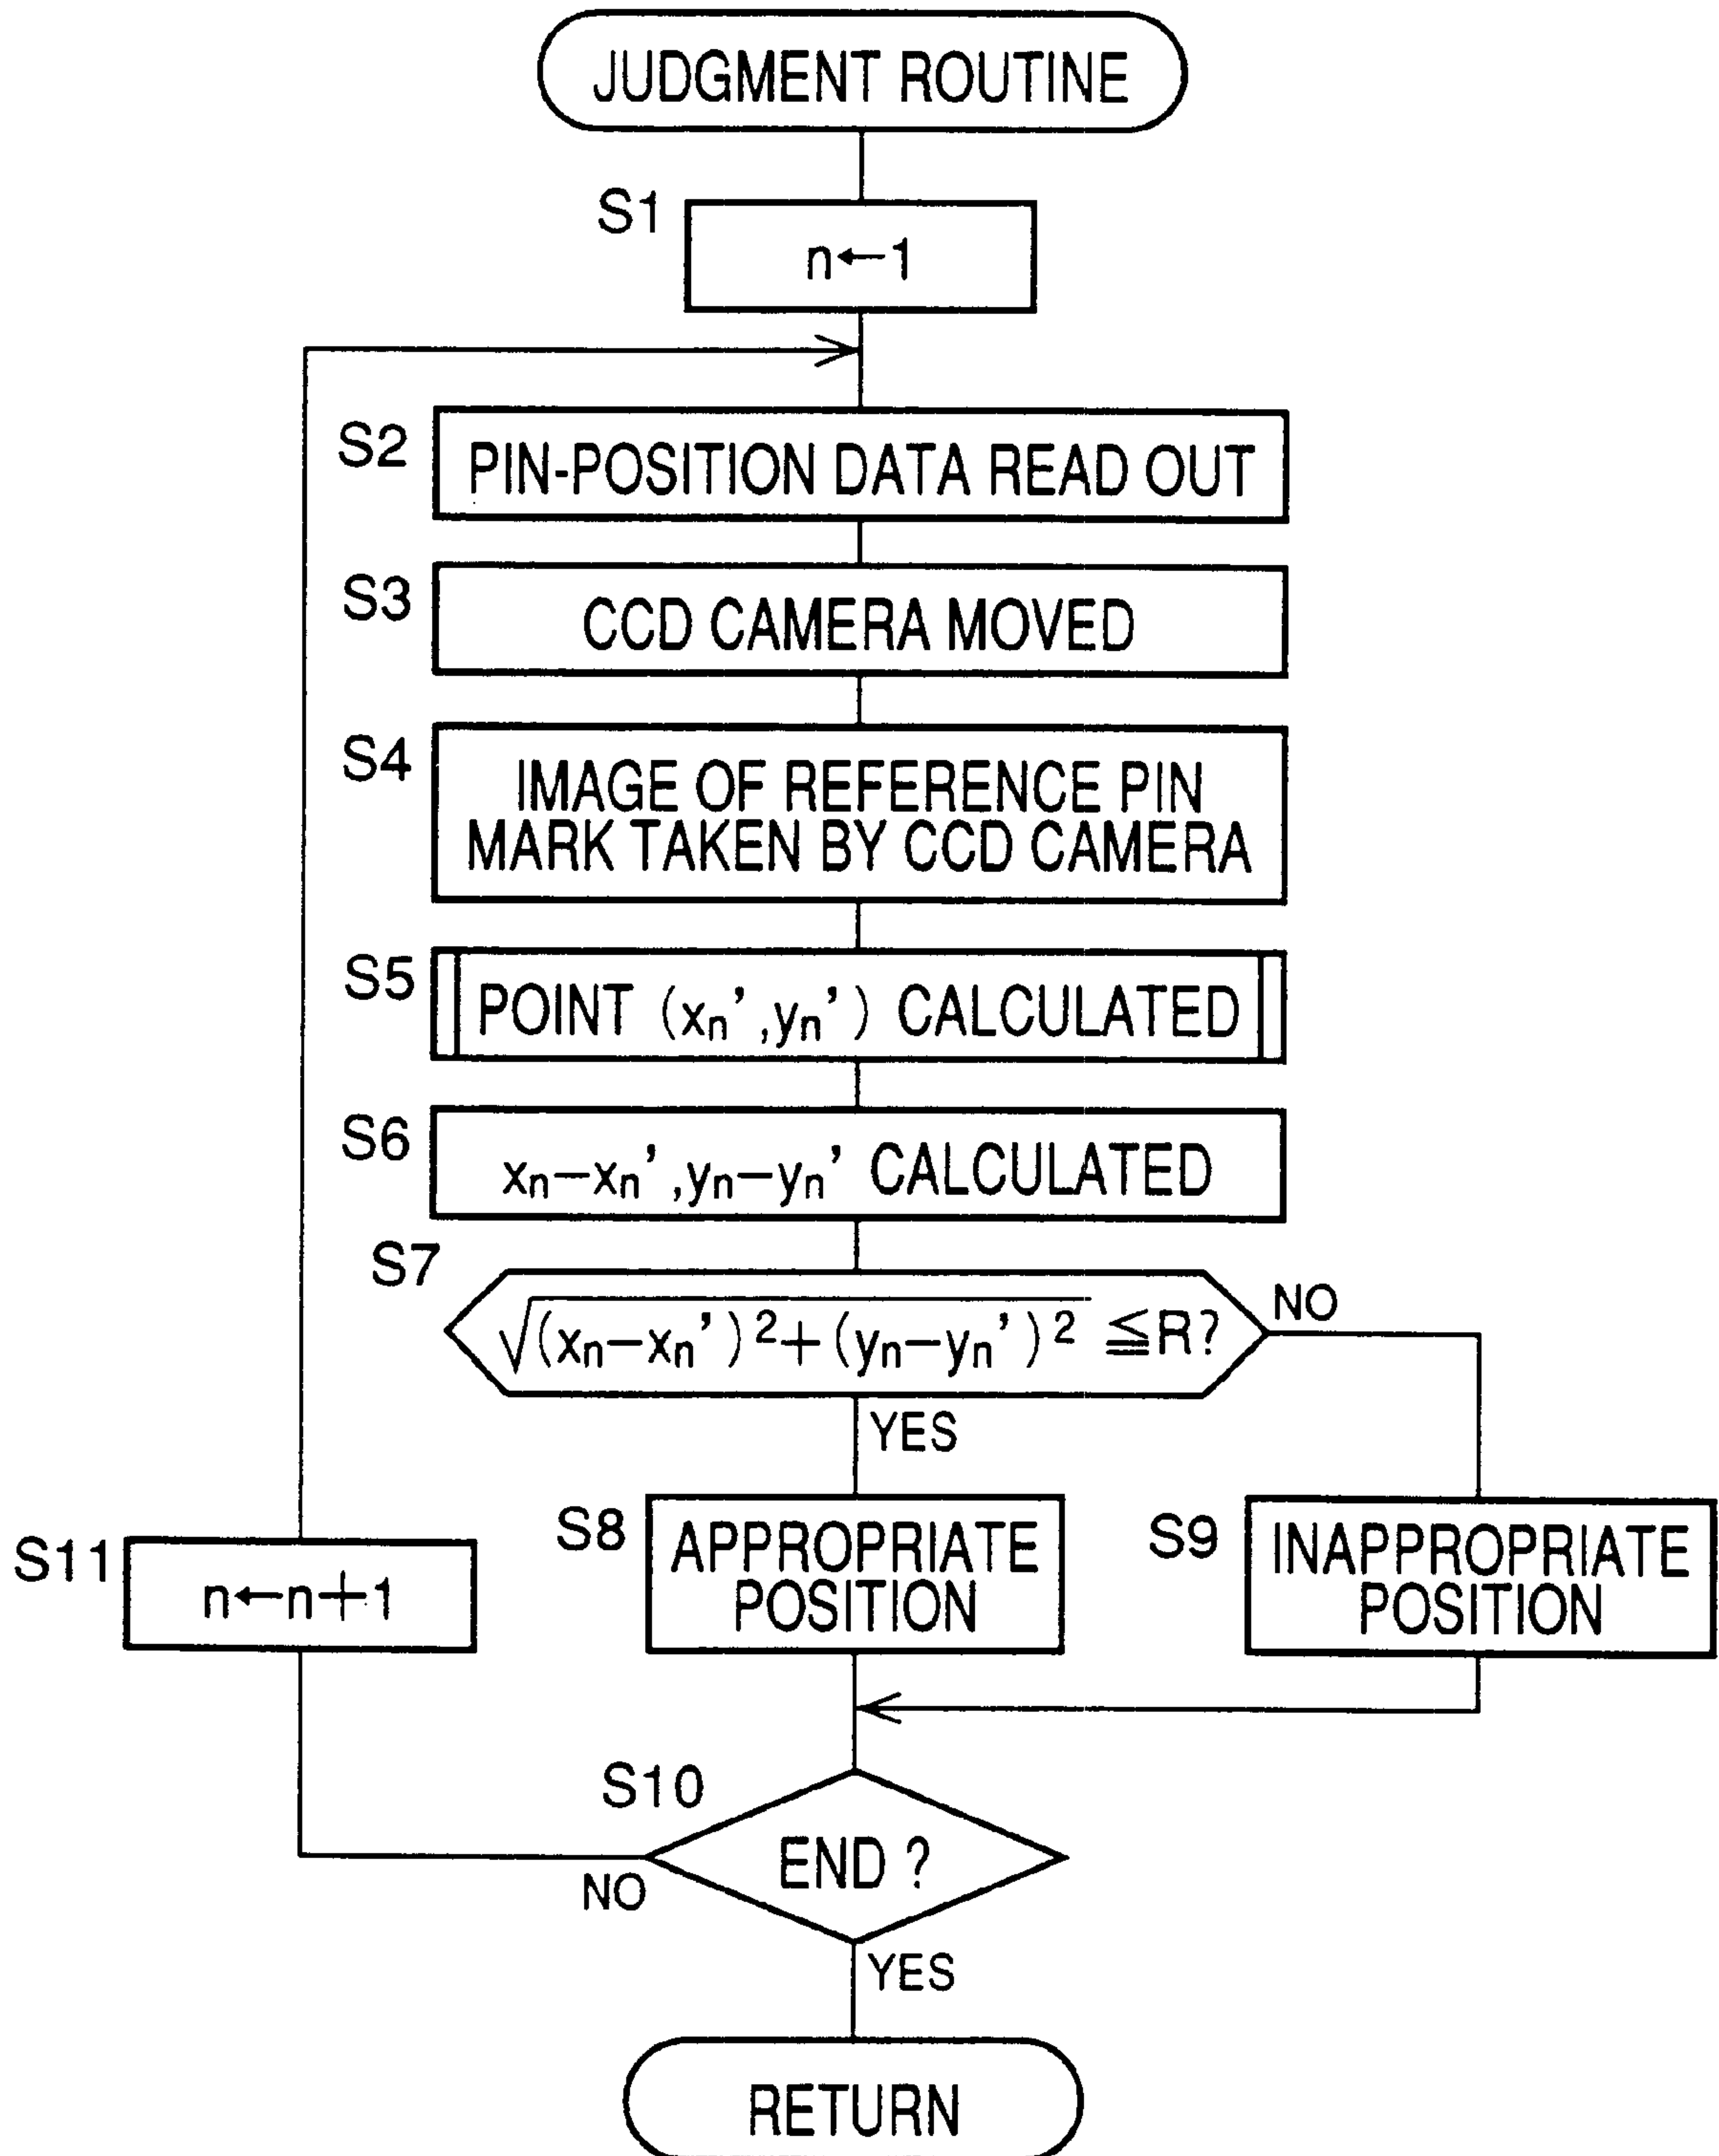 JUDGMENT ROUTINE
S1
n←1
S2
PIN-POSITION DATA READ OUT
S3
CCD CAMERA MOVED
S4
IMAGE OF REFERENCE PIN
MARK TAKEN BY CCD CAMERA
S5
POINT (xn',yn') CALCULATED
S6
xn−xn',yn−yn' CALCULATED
S7
√(xn−xn')²+(yn−yn')² ≦R?
NO
YES
S8
APPROPRIATE
POSITION
S9
INAPPROPRIATE
POSITION
S11
n←n+1
S10
END ?
NO
YES
RETURN